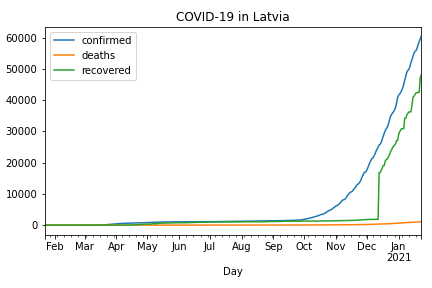 COVID-19 in Latvia
confirmed
deaths
recovered
60000
50000
40000
30000
20000
10000
0
Feb Mar Apr May Jun Jul Aug Sep Oct Nov Dec Jan
2021
Day